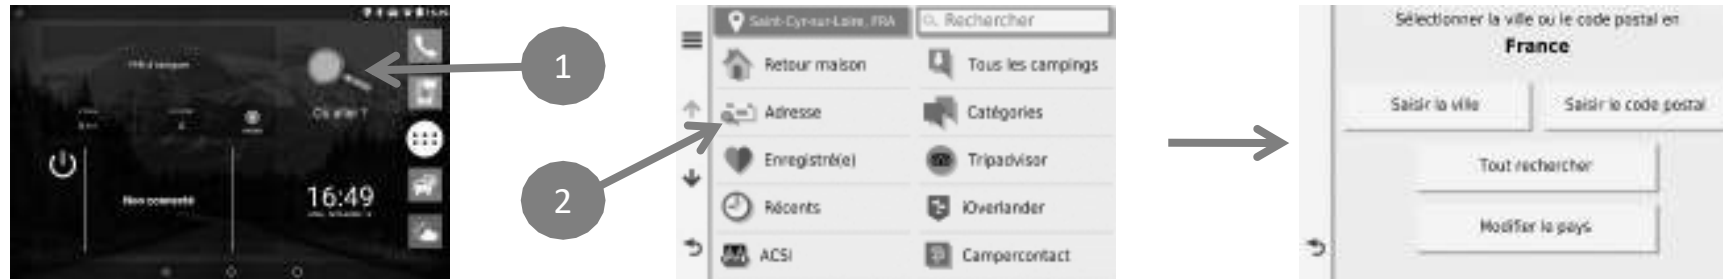 Où aller ?
Non connecté
16:49
1
2
Saint-Cyr-sur-Loire, FRA
Rechercher
Retour maison
Tous les campings
Adresse
Catégories
Enregistré(e)
Tripadvisor
Récents
iOverlander
ACSI
Campercontact
Sélectionner la ville ou le code postal en
France
Saisir la ville
Saisir le code postal
Tout rechercher
Modifier le pays